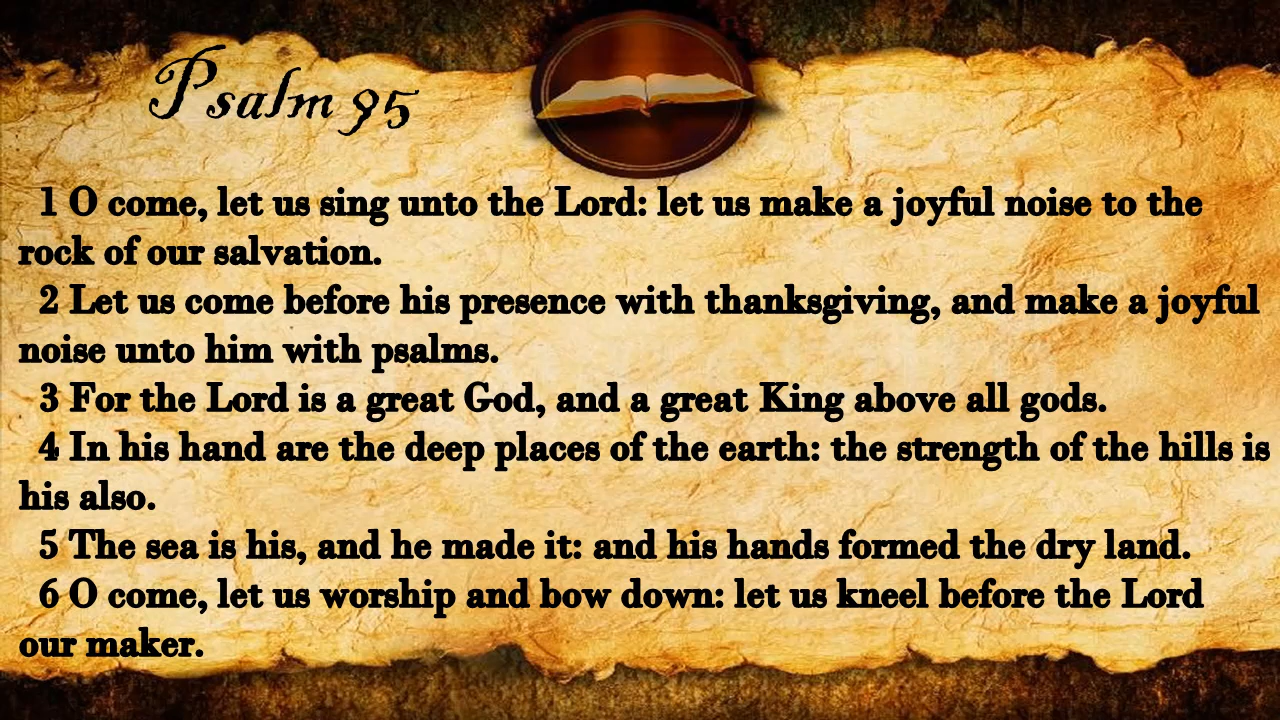 Psalm 95
1 O come, let us sing unto the Lord: let us make a joyful noise to the
rock of our salvation.
2 Let us come before his presence with thanksgiving, and make a joyful
noise unto him with psalms.
3 For the Lord is a great God, and a great King above all gods.
4 In his hand are the deep places of the earth: the strength of the hills is
his also.
5 The sea is his, and he made it: and his hands formed the dry land.
6 O come, let us worship and bow down: let us kneel before the Lord
our maker.